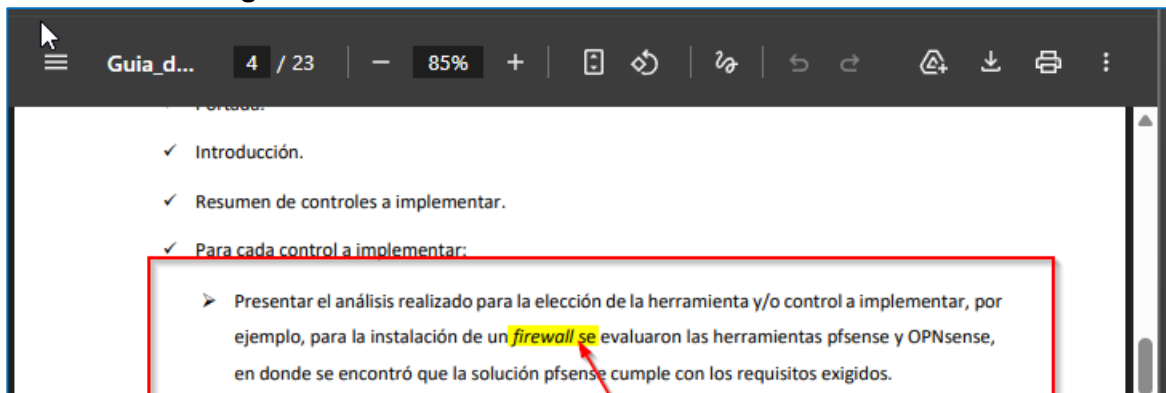 Guia_d... 4 / 23 85%
Portada.
✓ Introducción.
✓ Resumen de controles a implementar.
✓ Para cada control a implementar:
➢ Presentar el análisis realizado para la elección de la herramienta y/o control a implementar, por
ejemplo, para la instalación de un firewall se evaluaron las herramientas pfsense y OPNsense,
en donde se encontró que la solución pfsense cumple con los requisitos exigidos.